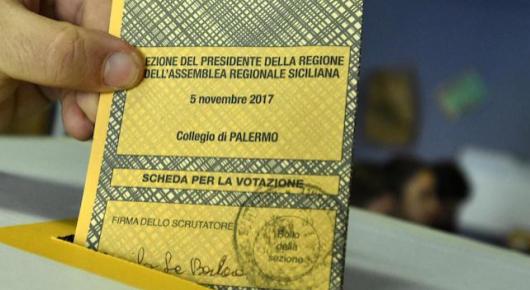 EZIONE DEL PRESIDENTE DELLA REGIONE
DELL'ASSEMBLEA REGIONALE SICILIANA
5 novembre 2017
Collegio di PALERMO
SCHEDA PER LA VOTAZIONE
FIRMA DELLO SCRUTATORE
Bollo
della
sezione